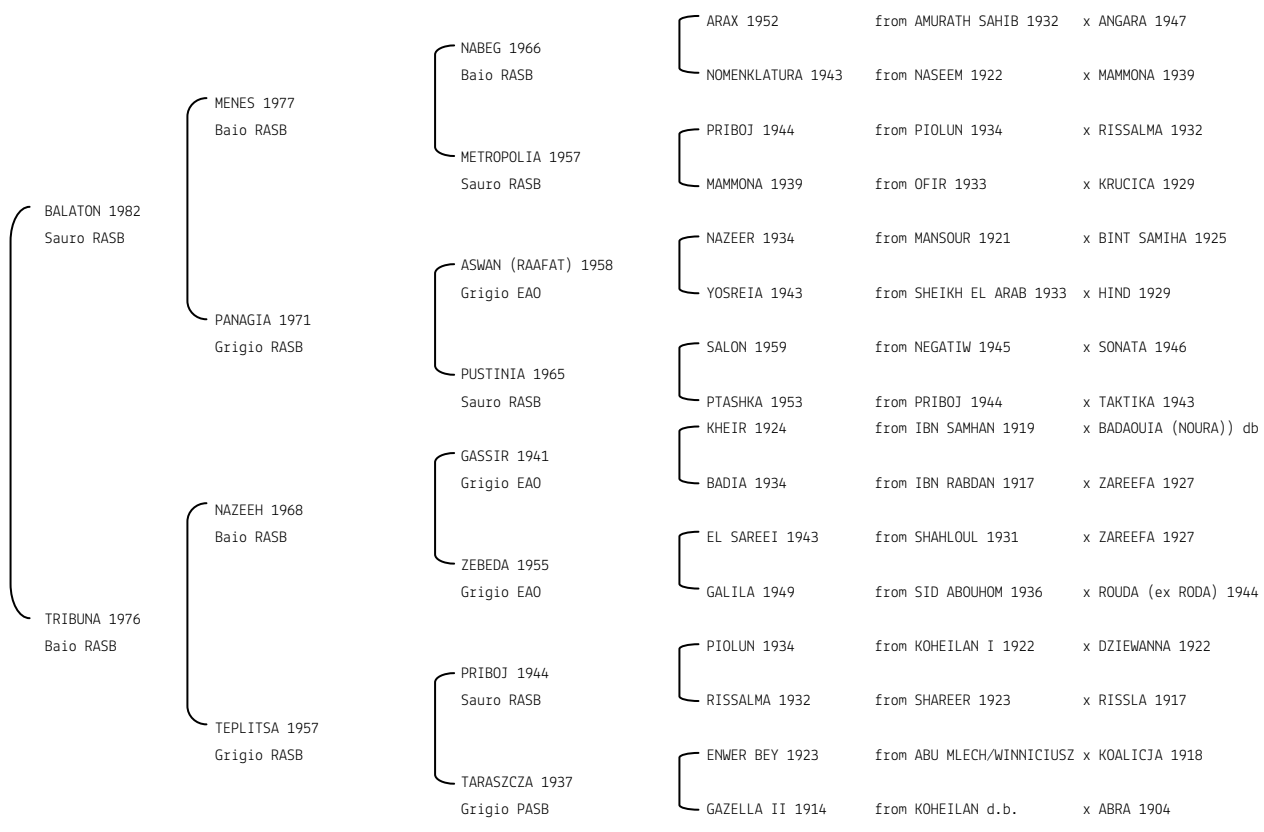 ARAX 1952 from AMURATH SAHIB 1932 x ANGARA 1947
NABEG 1966
Baio RASB
NOMENKLATURA 1943 from NASEEM 1922 x MAMMONA 1939
MENES 1977
Baio RASB
PRIBOJ 1944 from PIOLUN 1934 x RISSALMA 1932
METROPOLIA 1957
Sauro RASB
MAMMONA 1939 from OFIR 1933 x KRUCICA 1929
BALATON 1982
Sauro RASB
NAZEER 1934 from MANSOUR 1921 x BINT SAMIHA 1925
ASWAN (RAAFAT) 1958
Grigio EAO
YOSREIA 1943 from SHEIKH EL ARAB 1933 x HIND 1929
PANAGIA 1971
Grigio RASB
SALON 1959 from NEGATIW 1945 x SONATA 1946
PUSTINIA 1965
Sauro RASB
PTASHKA 1953 from PRIBOJ 1944 x TAKTIKA 1943
KHEIR 1924 from IBN SAMHAN 1919 x BADAOUIA (NOURA)) db
GASSIR 1941
Grigio EAO
BADIA 1934 from IBN RABDAN 1917 x ZAREEFA 1927
NAZEEH 1968
Baio RASB
EL SAREEI 1943 from SHAHLOUL 1931 x ZAREEFA 1927
ZEBEDA 1955
Grigio EAO
GALILA 1949 from SID ABOUHOM 1936 x ROUDA (ex RODA) 1944
TRIBUNA 1976
Baio RASB
PIOLUN 1934 from KOHEILAN I 1922 x DZIEWANNA 1922
PRIBOJ 1944
Sauro RASB
RISSALMA 1932 from SHAREER 1923 x RISSLA 1917
TEPLITSA 1957
Grigio RASB
ENWER BEY 1923 from ABU MLECH/WINNICIUSZ x KOALICJA 1918
TARASZCZA 1937
Grigio PASB
GAZELLA II 1914 from KOHEILAN d.b. x ABRA 1904